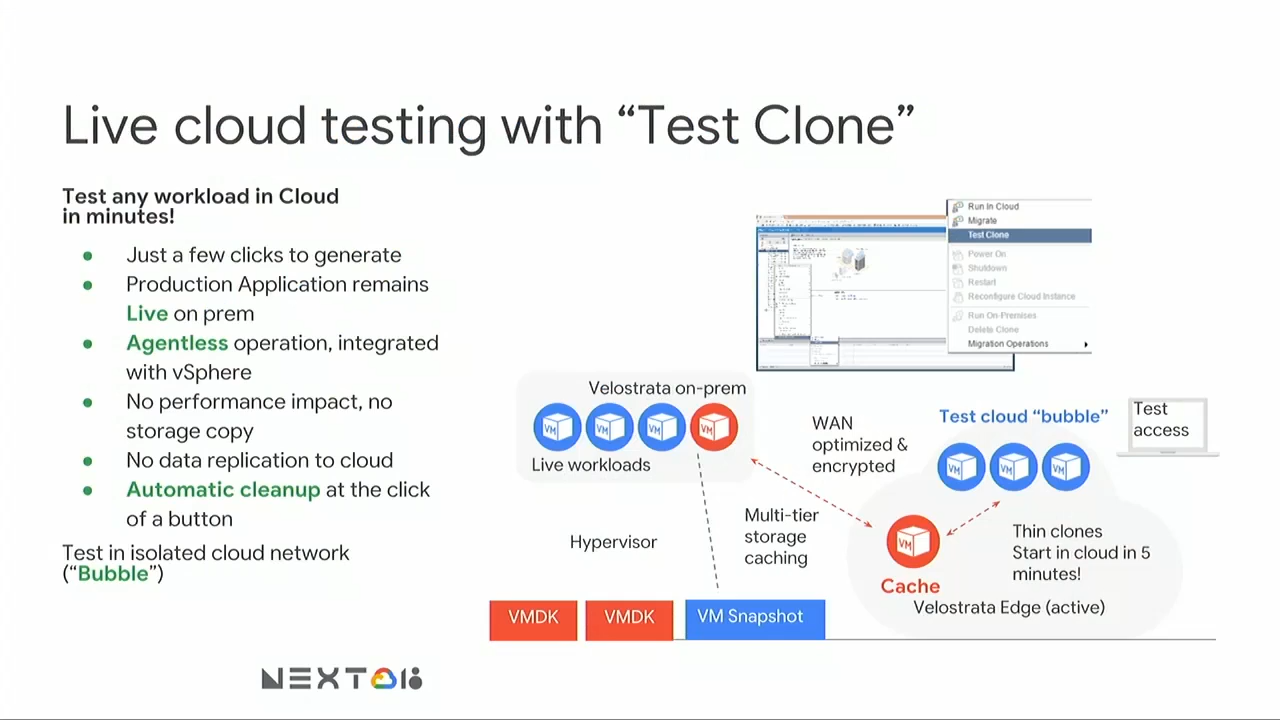 Live cloud testing with “Test Clone”
Test any workload in Cloud
in minutes!
Just a few clicks to generate
Production Application remains
Live on prem
Agentless operation, integrated
with vSphere
No performance impact, no
storage copy
No data replication to cloud
Automatic cleanup at the click
of a button
Test in isolated cloud network
(“Bubble”)
Run In Cloud
Migrate
Test Clone
Power On
Shutdown
Restart
Reconfigure Cloud Instance
Run On-Premises
Delete Clone
Migration Operations
Velostrata on-prem
VM
VM
VM
VM
Live workloads
WAN
optimized &
encrypted
Test cloud “bubble”
VM
VM
VM
Test
access
Hypervisor
Multi-tier
storage
caching
VM
Cache
Thin clones
Start in cloud in 5
minutes!
Velostrata Edge (active)
VMDK
VMDK
VM Snapshot
NEXT 18